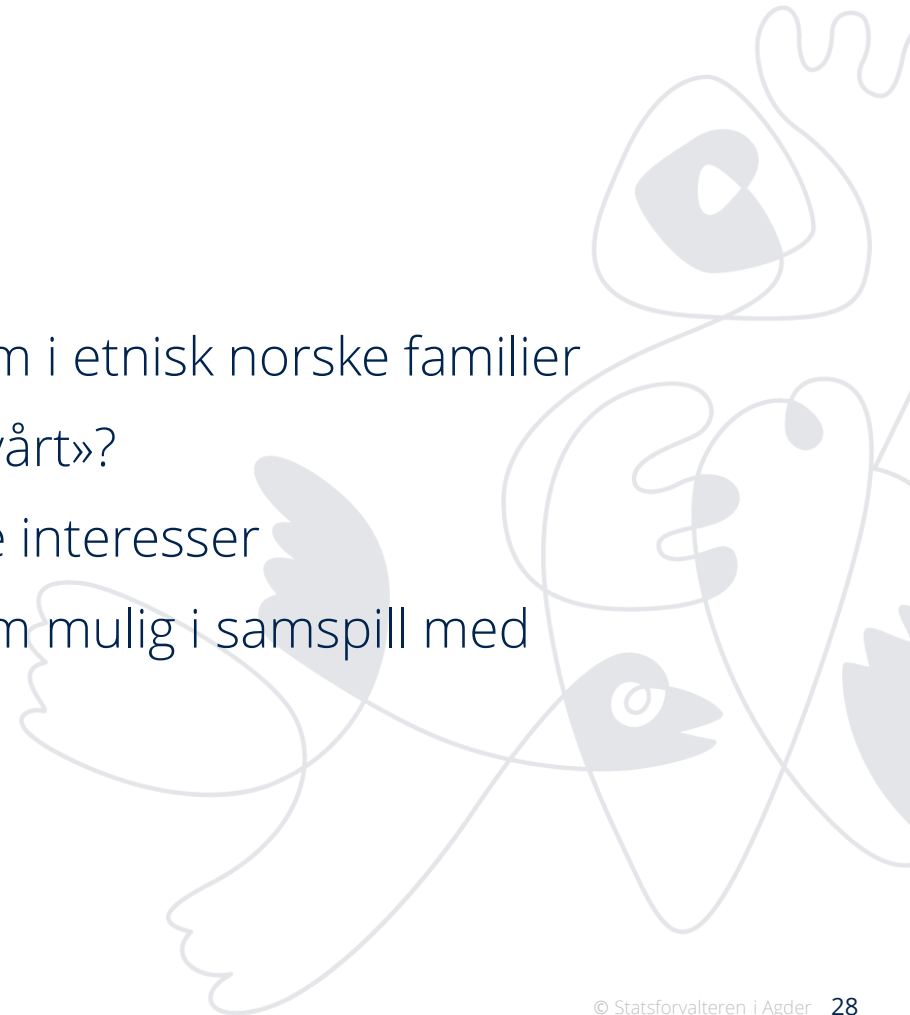 m i etnisk norske familier
vårt»?
e interesser
m mulig i samspill med
© Statsforvalteren i Agder 28